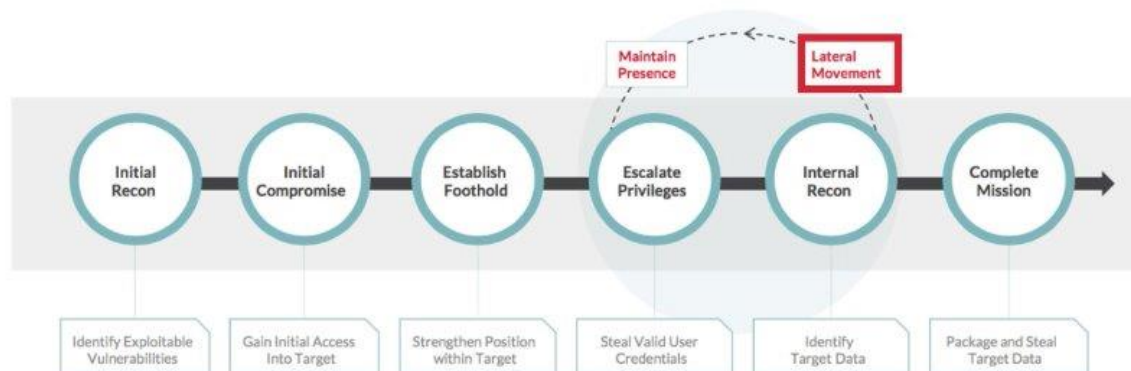 Maintain
Presence
Lateral
Movement
Initial
Recon
Initial
Compromise
Establish
Foothold
Escalate
Privileges
Internal
Recon
Complete
Mission
Identify Exploitable
Vulnerabilities
Gain Initial Access
Into Target
Strengthen Position
within Target
Steal Valid User
Credentials
Identify
Target Data
Package and Steal
Target Data